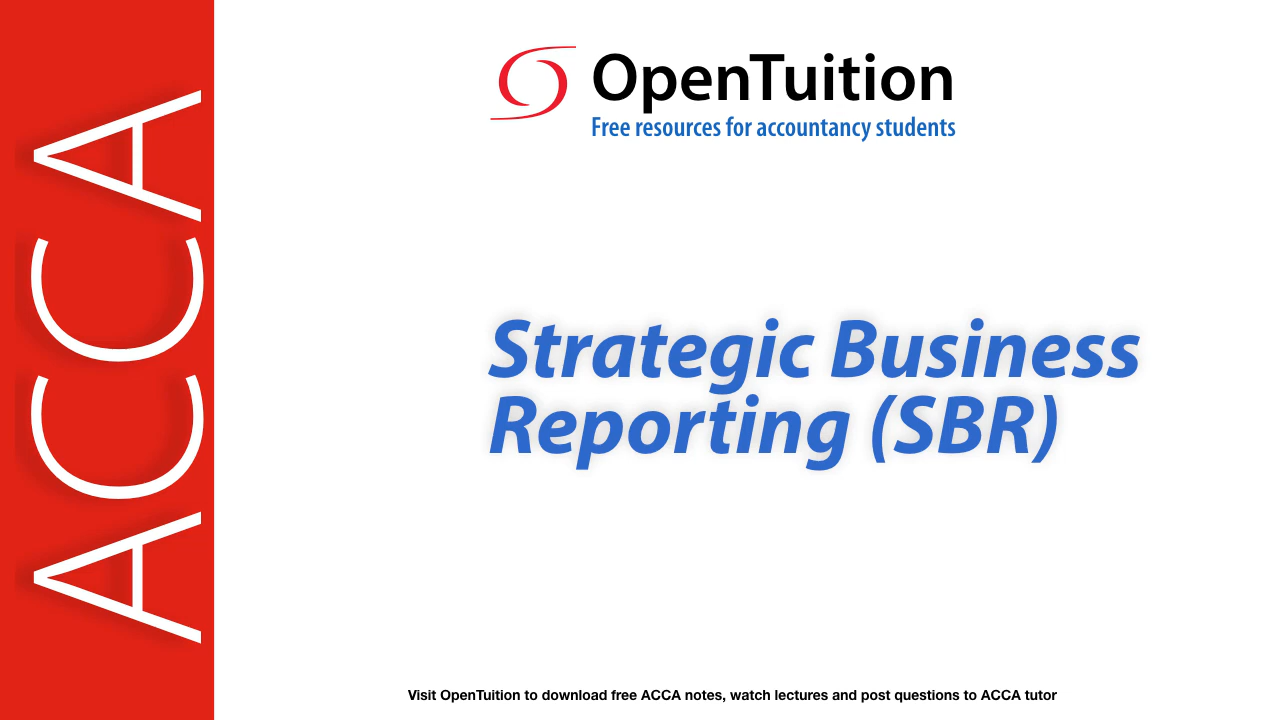 ACCA
OpenTuition
Free resources for accountancy students
Strategic Business
Reporting (SBR)
Visit OpenTuition to download free ACCA notes, watch lectures and post questions to ACCA tutor